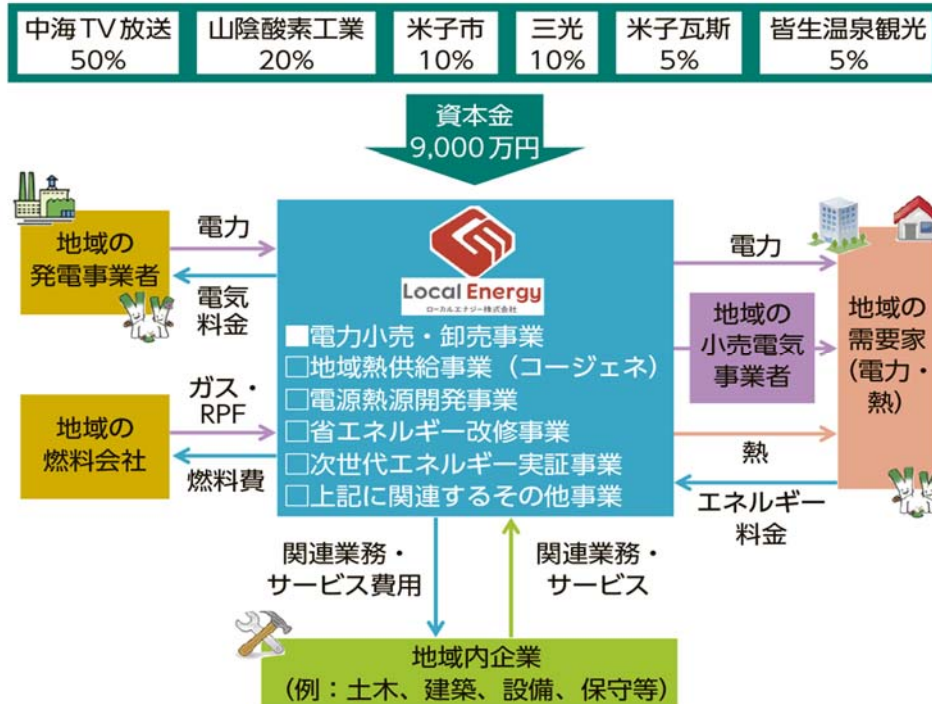 中海TV放送
50%
山陰酸素工業
20%
米子市
10%
三光
10%
米子瓦斯
5%
皆生温泉観光
5%
資本金
9,000万円
地域の
発電事業者
電力
電気
料金
地域の
燃料会社
ガス・
RPF
燃料費
Local Energy
ローカルエナジー株式会社
■電力小売・卸売事業
□地域熱供給事業（コージェネ）
□電源熱源開発事業
□省エネルギー改修事業
□次世代エネルギー実証事業
□上記に関連するその他事業
電力
地域の
小売電気
事業者
熱
エネルギー
料金
地域の
需要家
（電力・
熱）
関連業務・
サービス費用
関連業務・
サービス
地域内企業
（例：土木、建築、設備、保守等）